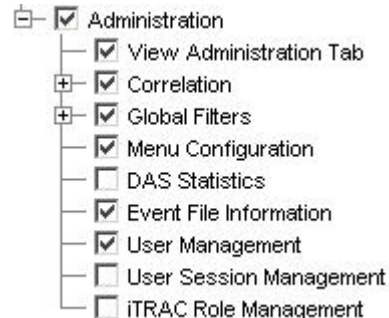 Administration
View Administration Tab
Correlation
Global Filters
Menu Configuration
DAS Statistics
Event File Information
User Management
User Session Management
iTRAC Role Management